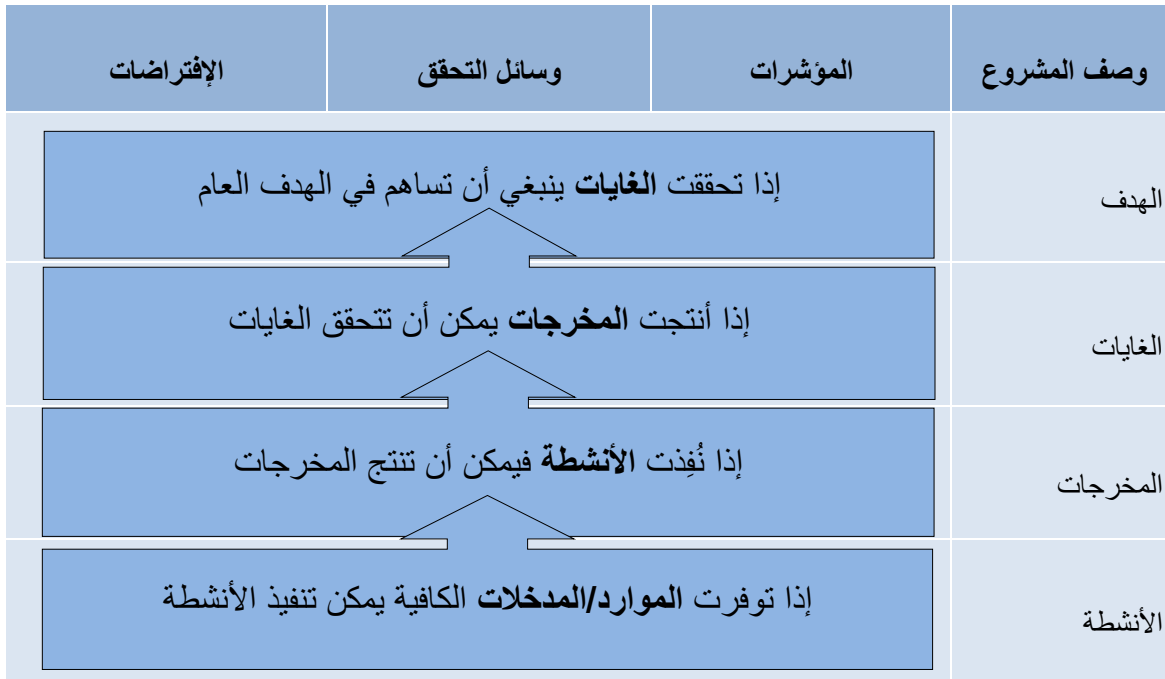 وصف المشروع
المؤشرات
وسائل التحقق
الإفتراضات
الهدف
إذا تحققت الغايات ينبغي أن تساهم في الهدف العام
الغايات
إذا أنتجت المخرجات يمكن أن تتحقق الغايات
المخرجات
إذا نُفِذت الأنشطة فيمكن أن تنتج المخرجات
الأنشطة
إذا توفرت الموارد/المدخلات الكافية يمكن تنفيذ الأنشطة